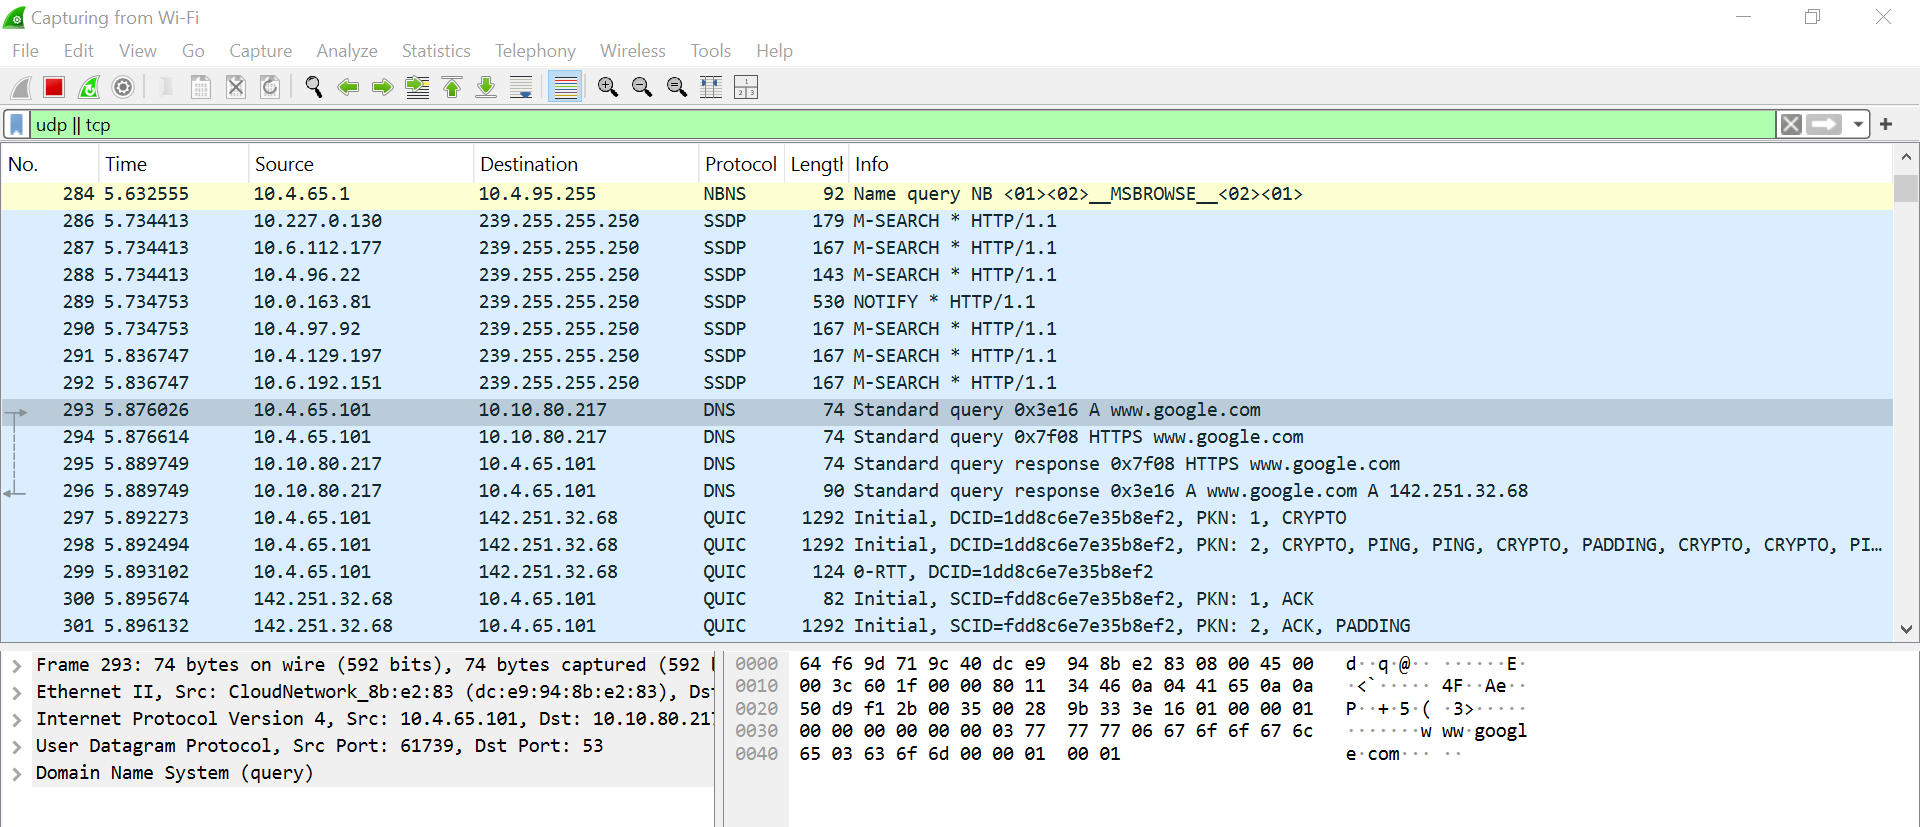 Capturing from Wi-Fi
File Edit View Go Capture Analyze Statistics Telephony Wireless Tools Help
udp || tcp
No. Time Source Destination Protocol Length Info
284 5.632555 10.4.65.1 10.4.95.255 NBNS 92 Name query NB <01><02>__MSBROWSE__<02><01>
286 5.734413 10.227.0.130 239.255.255.250 SSDP 179 M-SEARCH * HTTP/1.1
287 5.734413 10.6.112.177 239.255.255.250 SSDP 167 M-SEARCH * HTTP/1.1
288 5.734413 10.4.96.22 239.255.255.250 SSDP 143 M-SEARCH * HTTP/1.1
289 5.734753 10.0.163.81 239.255.255.250 SSDP 530 NOTIFY * HTTP/1.1
290 5.734753 10.4.97.92 239.255.255.250 SSDP 167 M-SEARCH * HTTP/1.1
291 5.836747 10.4.129.197 239.255.255.250 SSDP 167 M-SEARCH * HTTP/1.1
292 5.836747 10.6.192.151 239.255.255.250 SSDP 167 M-SEARCH * HTTP/1.1
293 5.876026 10.4.65.101 10.10.80.217 DNS 74 Standard query 0x3e16 A www.google.com
294 5.876614 10.4.65.101 10.10.80.217 DNS 74 Standard query 0x7f08 HTTPS www.google.com
295 5.889749 10.10.80.217 10.4.65.101 DNS 74 Standard query response 0x7f08 HTTPS www.google.com
296 5.889749 10.10.80.217 10.4.65.101 DNS 90 Standard query response 0x3e16 A www.google.com A 142.251.32.68
297 5.892273 10.4.65.101 142.251.32.68 QUIC 1292 Initial, DCID=1dd8c6e7e35b8ef2, PKN: 1, CRYPTO
298 5.892494 10.4.65.101 142.251.32.68 QUIC 1292 Initial, DCID=1dd8c6e7e35b8ef2, PKN: 2, CRYPTO, PING, PING, CRYPTO, PADDING, CRYPTO, CRYPTO, PI…
299 5.893102 10.4.65.101 142.251.32.68 QUIC 124 0-RTT, DCID=1dd8c6e7e35b8ef2
300 5.895674 142.251.32.68 10.4.65.101 QUIC 82 Initial, SCID=fdd8c6e7e35b8ef2, PKN: 1, ACK
301 5.896132 142.251.32.68 10.4.65.101 QUIC 1292 Initial, SCID=fdd8c6e7e35b8ef2, PKN: 2, ACK, PADDING
Frame 293: 74 bytes on wire (592 bits), 74 bytes captured (592 
Ethernet II, Src: CloudNetwork_8b:e2:83 (dc:e9:94:8b:e2:83), Dst
Internet Protocol Version 4, Src: 10.4.65.101, Dst: 10.10.80.217
User Datagram Protocol, Src Port: 61739, Dst Port: 53
Domain Name System (query)
0000 64 f6 9d 71 9c 40 dc e9 94 8b e2 83 08 00 45 00 d··q·@·· ······E·
0010 00 3c 60 1f 00 00 80 11 34 46 0a 04 41 65 0a 0a ·<`····· 4F··Ae··
0020 50 d9 f1 2b 00 35 00 28 9b 33 3e 16 01 00 00 01 P··+·5·( ·3>·····
0030 00 00 00 00 00 00 03 77 77 77 06 67 6f 6f 67 6c ·······w ww·googl
0040 65 03 63 6f 6d 00 00 01 00 01 e·com··· ··